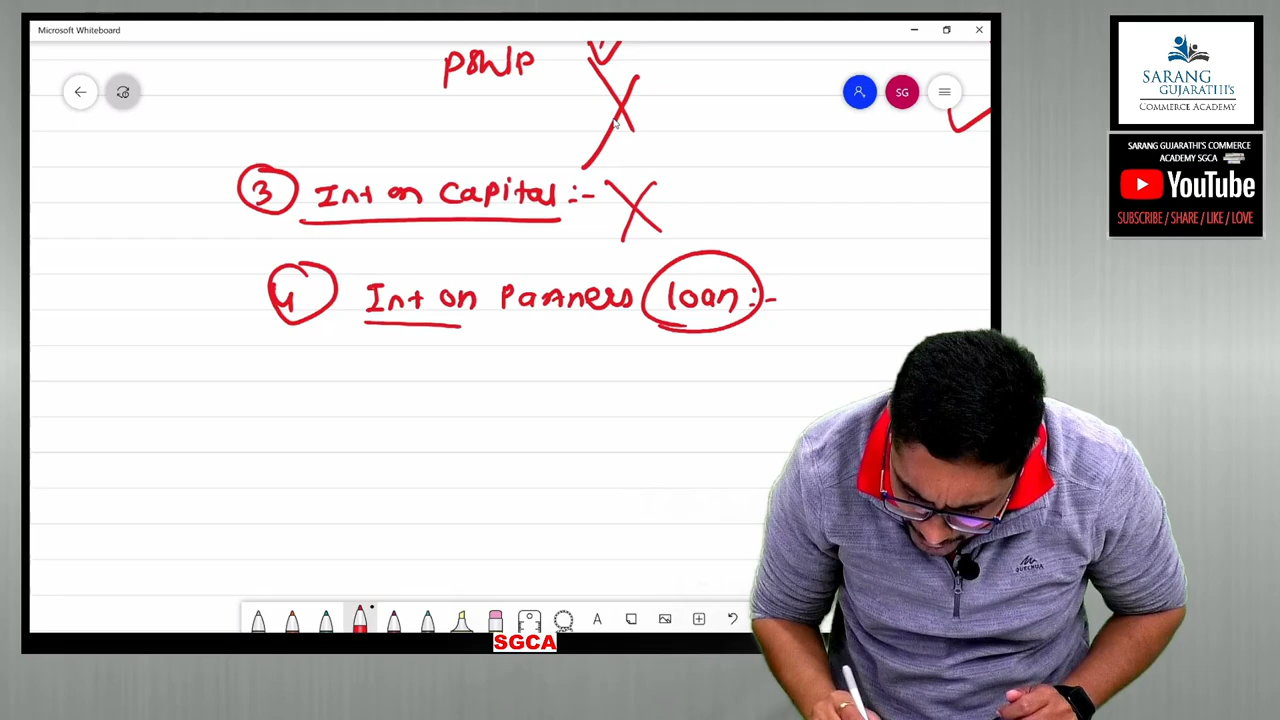 Microsoft Whiteboard
SG
③ Int on Capital :- X
④ Int on Partners loan :-
A
SGCA
SARANG
GUJARATHI'S
COMMERCE ACADEMY
SARANG GUJARATHI'S COMMERCE
ACADEMY SGCA
YouTube
SUBSCRIBE / SHARE / LIKE / LOVE
QUECHUA